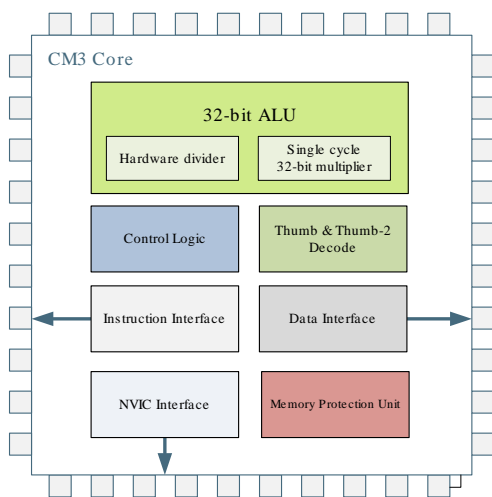 CM3 Core
32-bit ALU
Hardware divider
Single cycle
32-bit multiplier
Control Logic
Thumb & Thumb-2
Decode
Instruction Interface
Data Interface
NVIC Interface
Memory Protection Unit